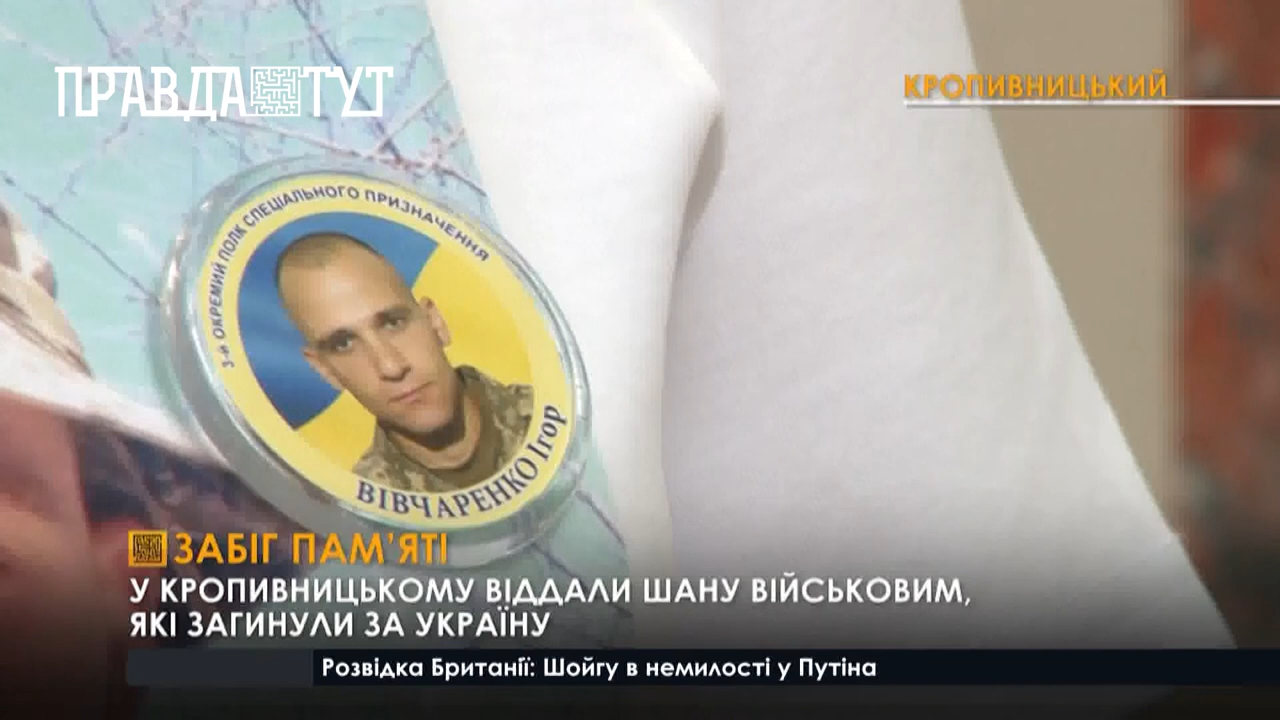 ПРАВДА ТУТ
КРОПИВНИЦЬКИЙ
3-й ОКРЕМИЙ ПОЛК СПЕЦІАЛЬНОГО ПРИЗНАЧЕННЯ
ВІВЧАРЕНКО Ігор
ЗАБІГ ПАМ'ЯТІ
У КРОПИВНИЦЬКОМУ ВІДДАЛИ ШАНУ ВІЙСЬКОВИМ,
ЯКІ ЗАГИНУЛИ ЗА УКРАЇНУ
Розвідка Британії: Шойгу в немилості у Путіна